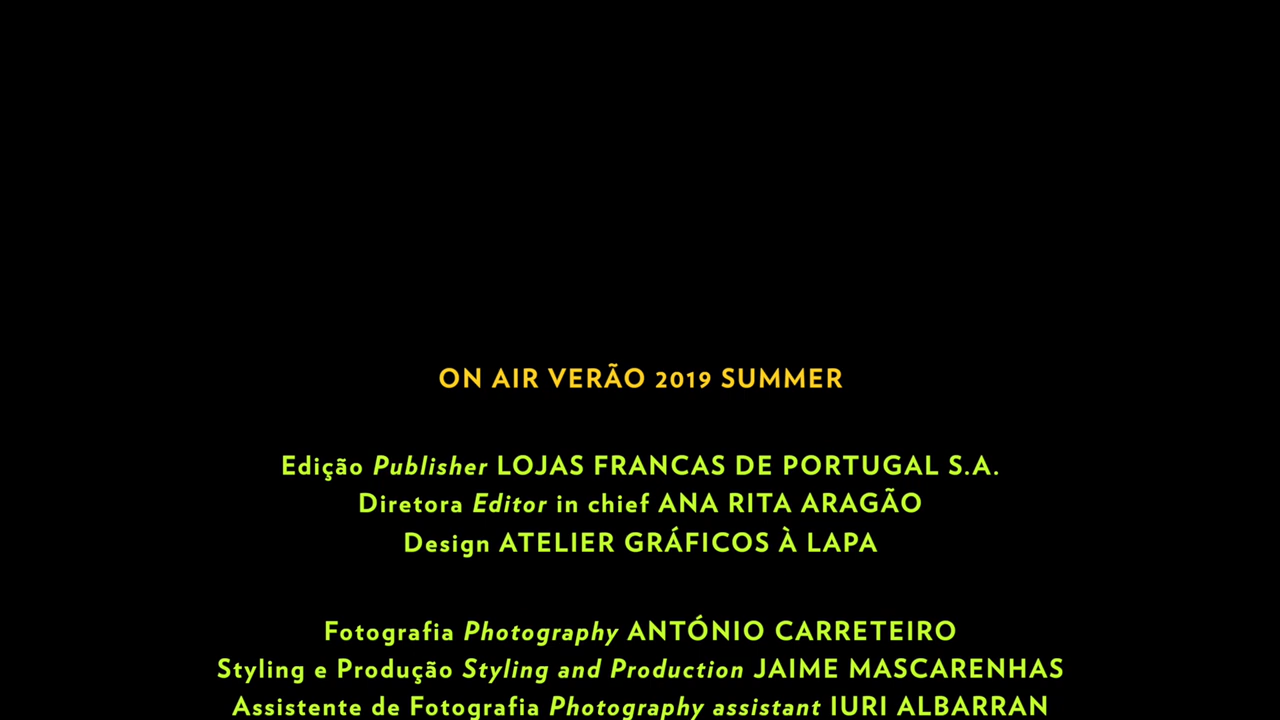 ON AIR VERÃO 2019 SUMMER
Edição Publisher LOJAS FRANCAS DE PORTUGAL S.A.
Diretora Editor in chief ANA RITA ARAGÃO
Design ATELIER GRÁFICOS À LAPA
Fotografia Photography ANTÓNIO CARRETEIRO
Styling e Produção Styling and Production JAIME MASCARENHAS
Assistente de Fotografia Photography assistant IURI ALBARRAN